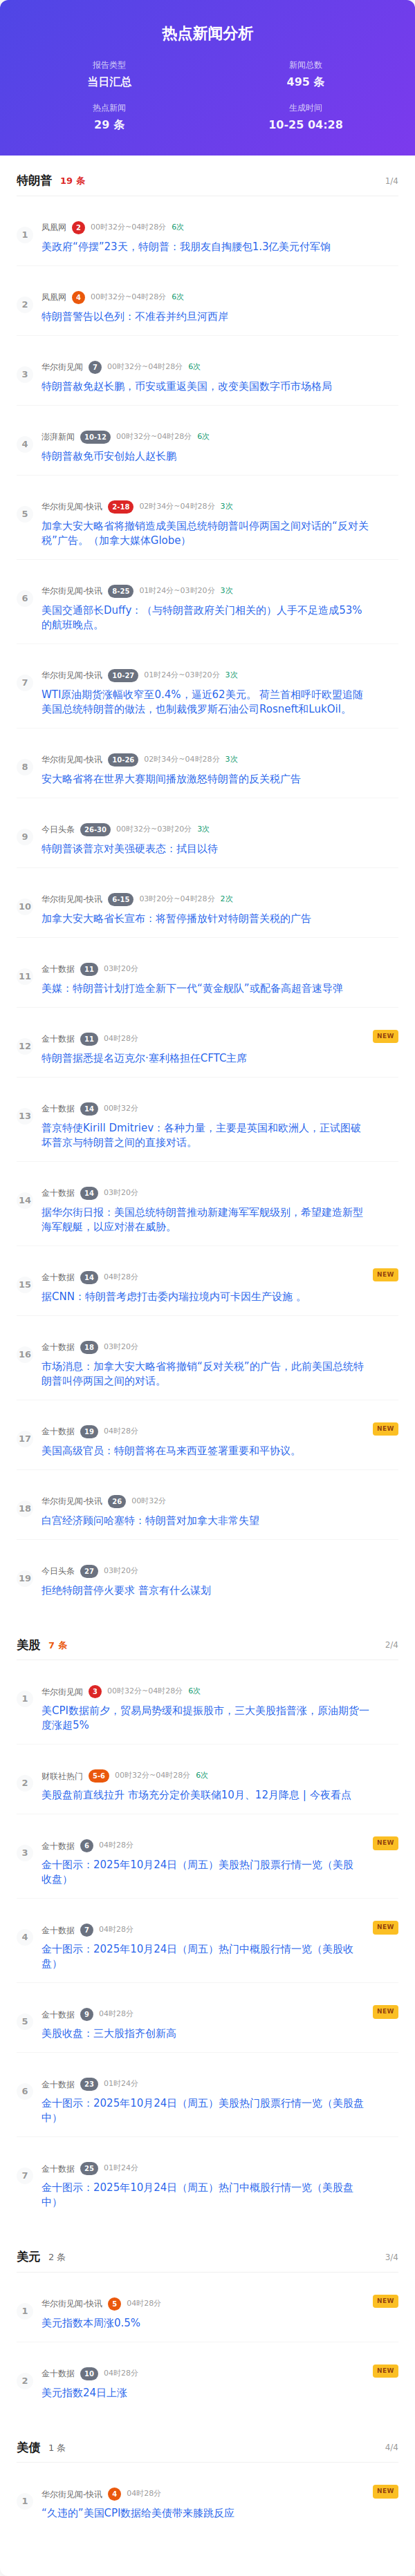 热点新闻分析
报告类型
新闻总数
当日汇总
495 条
热点新闻
生成时间
29 条
10-25 04:28
特朗普 19 条 1/4
1 凤凰网 2 00时32分~04时28分 6次
美政府“停摆”23天，特朗普：我朋友自掏腰包1.3亿美元付军饷
2 凤凰网 4 00时32分~04时28分 6次
特朗普警告以色列：不准吞并约旦河西岸
3 华尔街见闻 7 00时32分~04时28分 6次
特朗普赦免赵长鹏，币安或重返美国，改变美国数字币市场格局
4 澎湃新闻 10-12 00时32分~04时28分 6次
特朗普赦免币安创始人赵长鹏
5 华尔街见闻-快讯 2-18 02时34分~04时28分 3次
加拿大安大略省将撤销造成美国总统特朗普叫停两国之间对话的“反对关
税”广告。（加拿大媒体Globe）
6 华尔街见闻-快讯 8-25 01时24分~03时20分 3次
美国交通部长Duffy：（与特朗普政府关门相关的）人手不足造成53%
的航班晚点。
7 华尔街见闻-快讯 10-27 01时24分~03时20分 3次
WTI原油期货涨幅收窄至0.4%，逼近62美元。 荷兰首相呼吁欧盟追随
美国总统特朗普的做法，也制裁俄罗斯石油公司Rosneft和LukOil。
8 华尔街见闻-快讯 10-26 02时34分~04时28分 3次
安大略省将在世界大赛期间播放激怒特朗普的反关税广告
9 今日头条 26-30 00时32分~03时20分 3次
特朗普谈普京对美强硬表态：拭目以待
10 华尔街见闻-快讯 6-15 03时20分~04时28分 2次
加拿大安大略省长宣布：将暂停播放针对特朗普关税的广告
11 金十数据 11 03时20分
美媒：特朗普计划打造全新下一代“黄金舰队”或配备高超音速导弹
12 金十数据 11 04时28分 NEW
特朗普据悉提名迈克尔·塞利格担任CFTC主席
13 金十数据 14 00时32分
普京特使Kirill Dmitriev：各种力量，主要是英国和欧洲人，正试图破
坏普京与特朗普之间的直接对话。
14 金十数据 14 03时20分
据华尔街日报：美国总统特朗普推动新建海军军舰级别，希望建造新型
海军舰艇，以应对潜在威胁。
15 金十数据 14 04时28分 NEW
据CNN：特朗普考虑打击委内瑞拉境内可卡因生产设施 。
16 金十数据 18 03时20分
市场消息：加拿大安大略省将撤销“反对关税”的广告，此前美国总统特
朗普叫停两国之间的对话。
17 金十数据 19 04时28分 NEW
美国高级官员：特朗普将在马来西亚签署重要和平协议。
18 华尔街见闻-快讯 26 00时32分
白宫经济顾问哈塞特：特朗普对加拿大非常失望
19 今日头条 27 03时20分
拒绝特朗普停火要求 普京有什么谋划
美股 7 条 2/4
1 华尔街见闻 3 00时32分~04时28分 6次
美CPI数据前夕，贸易局势缓和提振股市，三大美股指普涨，原油期货一
度涨超5%
2 财联社热门 5-6 00时32分~04时28分 6次
美股盘前直线拉升 市场充分定价美联储10月、12月降息 | 今夜看点
3 金十数据 6 04时28分 NEW
金十图示：2025年10月24日（周五）美股热门股票行情一览（美股
收盘）
4 金十数据 7 04时28分 NEW
金十图示：2025年10月24日（周五）热门中概股行情一览（美股收
盘）
5 金十数据 9 04时28分 NEW
美股收盘：三大股指齐创新高
6 金十数据 23 01时24分
金十图示：2025年10月24日（周五）美股热门股票行情一览（美股盘
中）
7 金十数据 25 01时24分
金十图示：2025年10月24日（周五）热门中概股行情一览（美股盘
中）
美元 2 条 3/4
1 华尔街见闻-快讯 5 04时28分 NEW
美元指数本周涨0.5%
2 金十数据 10 04时28分 NEW
美元指数24日上涨
美债 1 条 4/4
1 华尔街见闻-快讯 4 04时28分 NEW
“久违的”美国CPI数据给美债带来膝跳反应